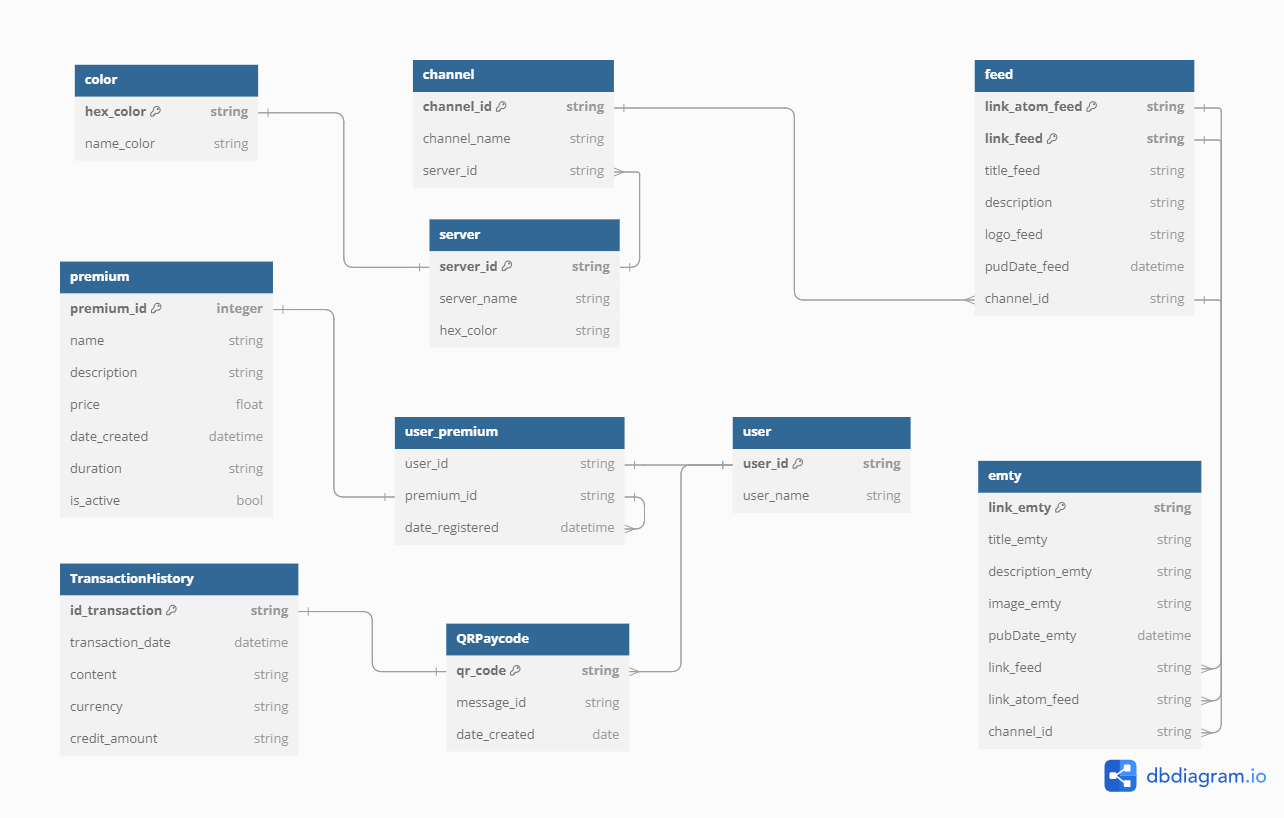 color
hex_color string
name_color string
channel
channel_id string
channel_name string
server_id string
feed
link_atom_feed string
link_feed string
title_feed string
description string
logo_feed string
pudDate_feed datetime
channel_id string
server
server_id string
server_name string
hex_color string
premium
premium_id integer
name string
description string
price float
date_created datetime
duration string
is_active bool
user_premium
user_id string
premium_id string
date_registered datetime
user
user_id string
user_name string
emty
link_emty string
title_emty string
description_emty string
image_emty string
pubDate_emty datetime
link_feed string
link_atom_feed string
channel_id string
TransactionHistory
id_transaction string
transaction_date datetime
content string
currency string
credit_amount string
QRPaycode
qr_code string
message_id string
date_created date
dbdiagram.io